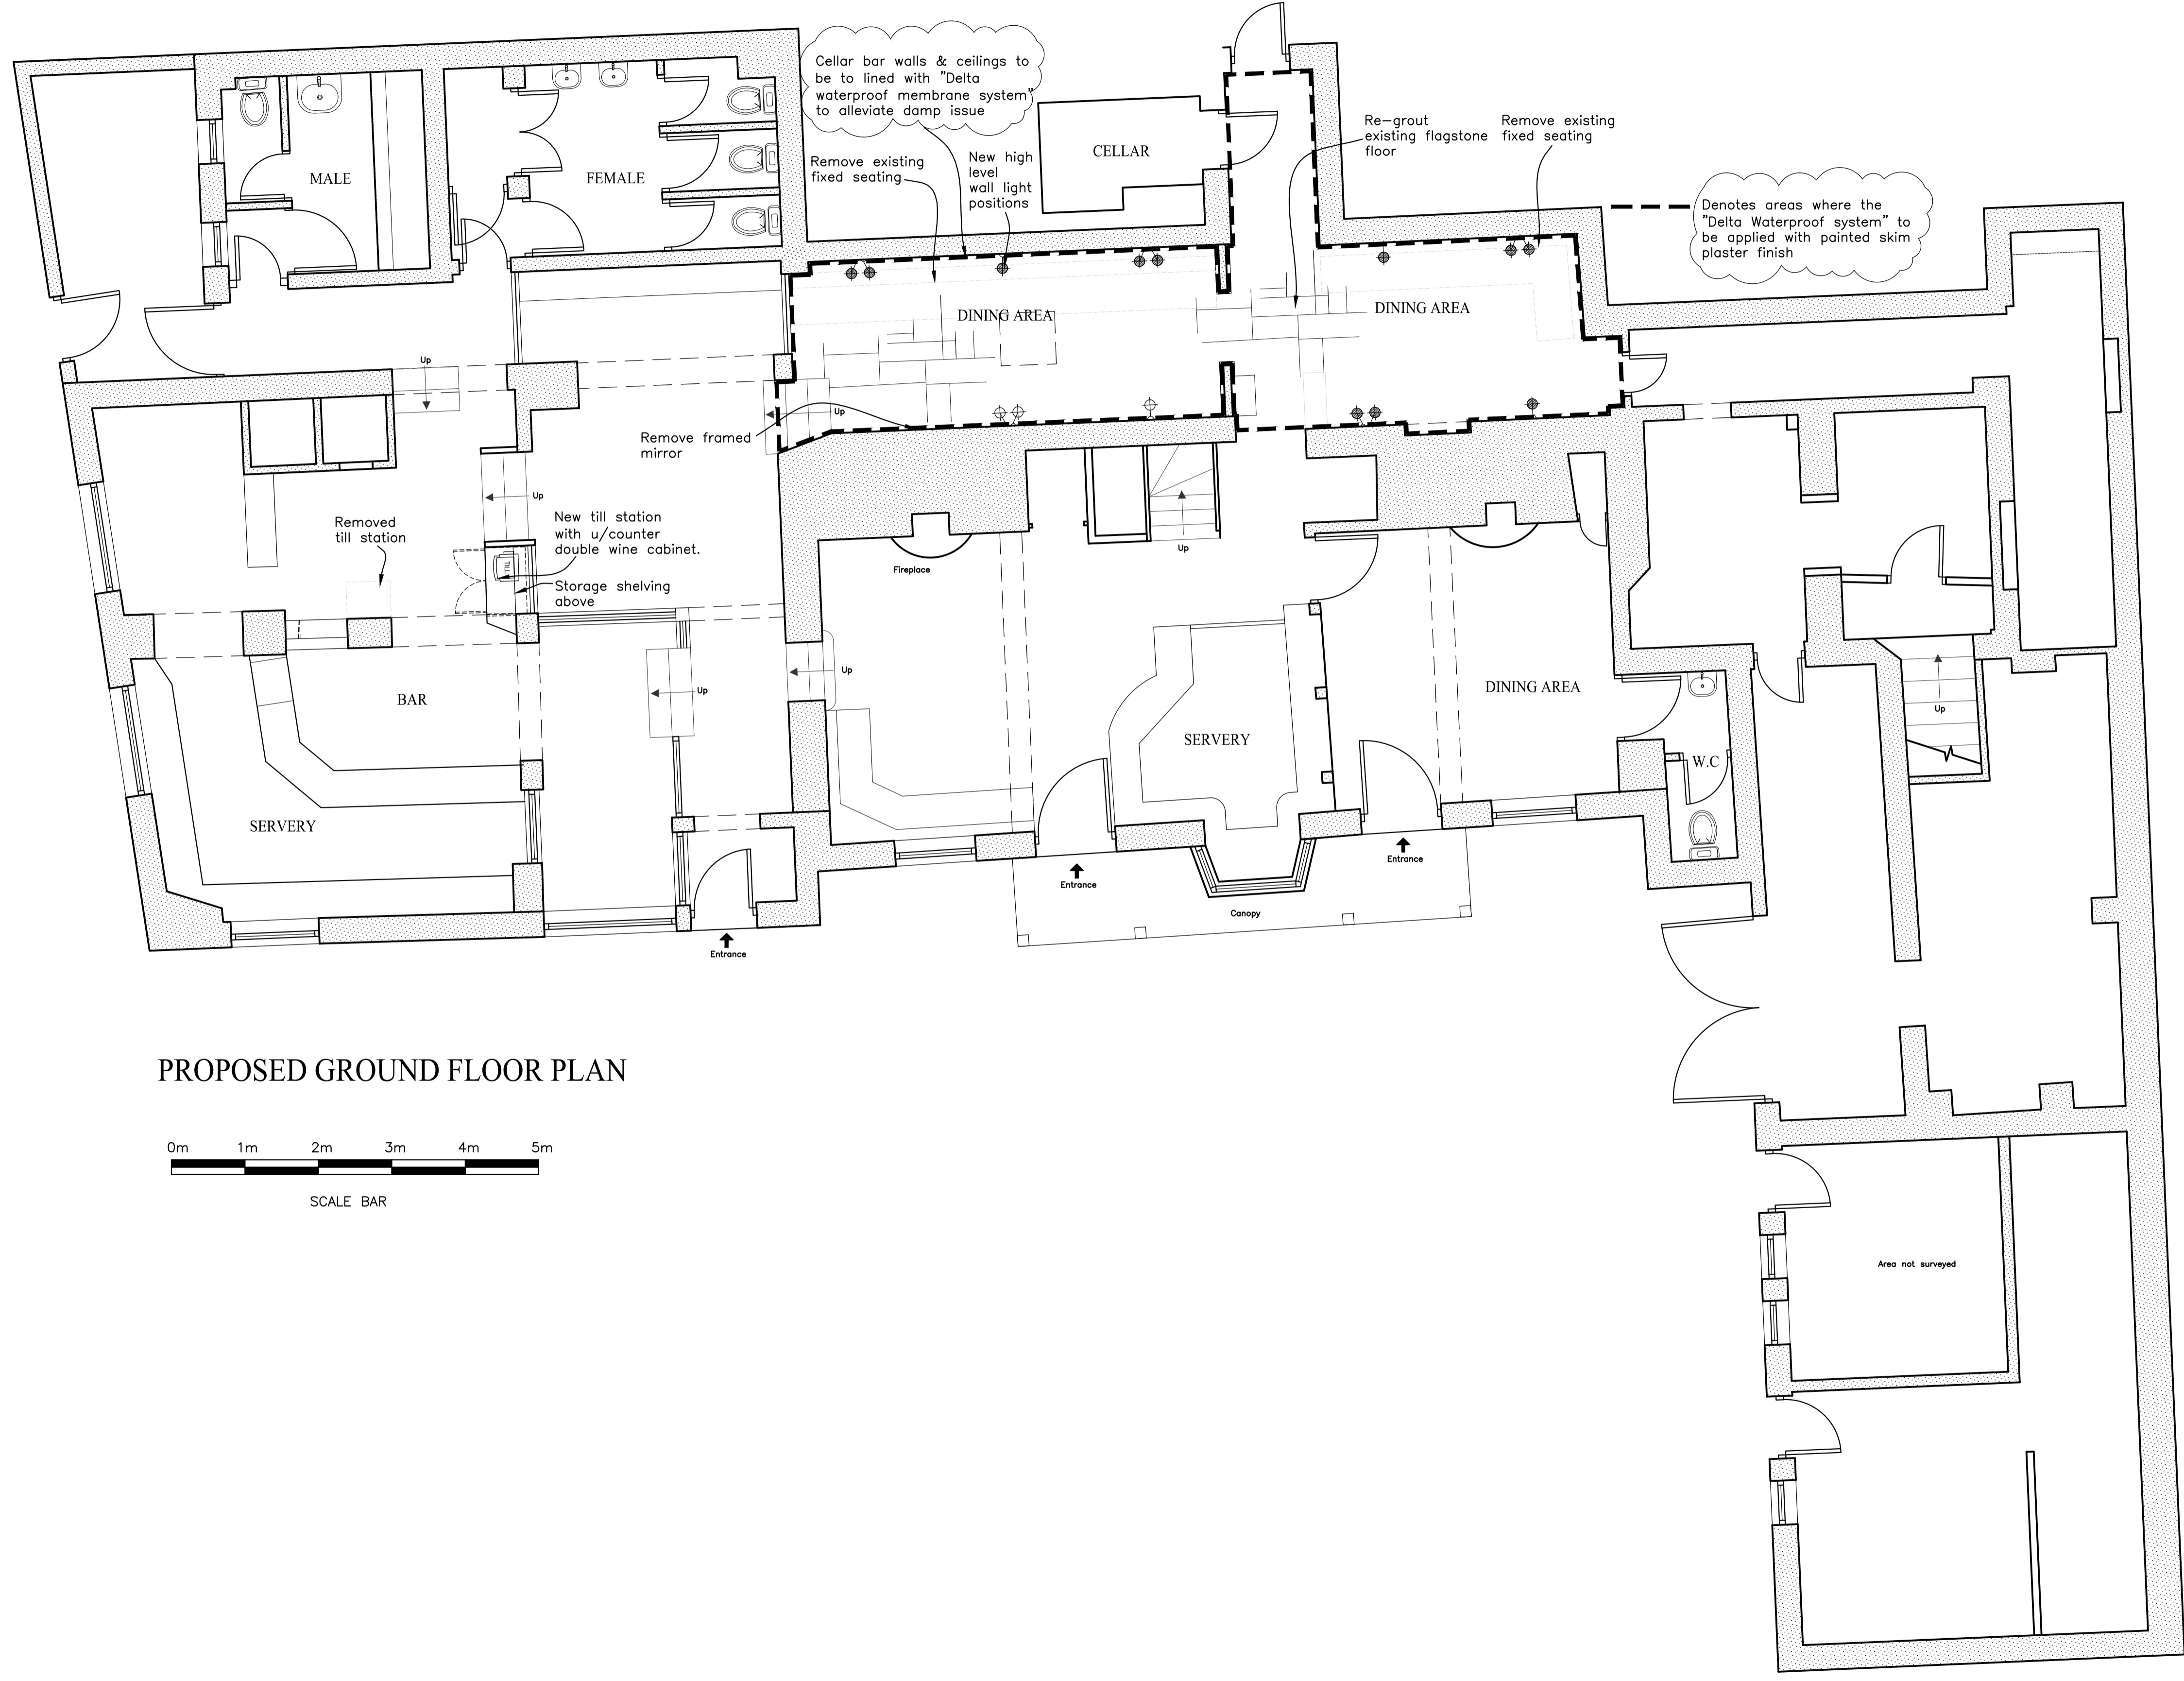 Cellar bar walls & ceilings to
be to lined with "Delta
waterproof membrane system"
to alleviate damp issue
Remove existing
fixed seating
New high
level
wall light
positions
CELLAR
Re-grout
existing flagstone
floor
Remove existing
fixed seating
Denotes areas where the
"Delta Waterproof system" to
be applied with painted skim
plaster finish
MALE
FEMALE
DINING AREA
DINING AREA
Up
Up
Remove framed
mirror
Up
Removed
till station
New till station
with u/counter
double wine cabinet.
TILL
Storage shelving
above
Fireplace
Up
Up
Up
BAR
SERVERY
SERVERY
DINING AREA
W.C
Up
Entrance
Entrance
Entrance
Canopy
PROPOSED GROUND FLOOR PLAN
0m 1m 2m 3m 4m 5m
SCALE BAR
Area not surveyed